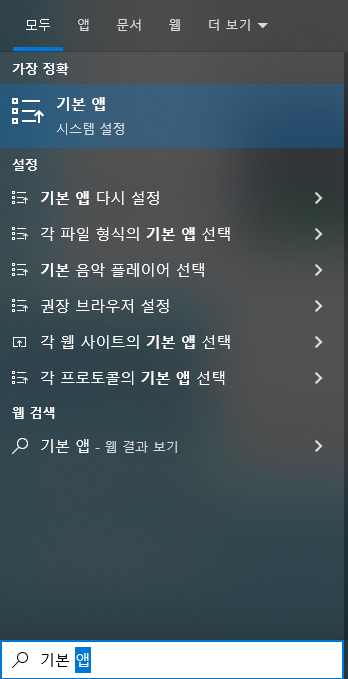 모두 앱 문서 웹 더 보기
가장 정확
기본 앱
시스템 설정
설정
기본 앱 다시 설정
각 파일 형식의 기본 앱 선택
기본 음악 플레이어 선택
권장 브라우저 설정
각 웹 사이트의 기본 앱 선택
각 프로토콜의 기본 앱 선택
웹 검색
기본 앱 - 웹 결과 보기
기본 앱